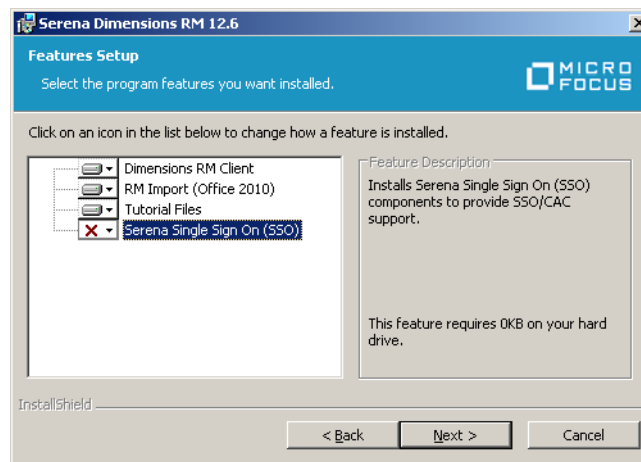 Serena Dimensions RM 12.6
Features Setup
Select the program features you want installed.
MICRO
FOCUS
Click on an icon in the list below to change how a feature is installed.
Dimensions RM Client
RM Import (Office 2010)
Tutorial Files
Serena Single Sign On (SSO)
Feature Description
Installs Serena Single Sign On (SSO)
components to provide SSO/CAC
support.
This feature requires 0KB on your hard
drive.
InstallShield
< Back
Next >
Cancel